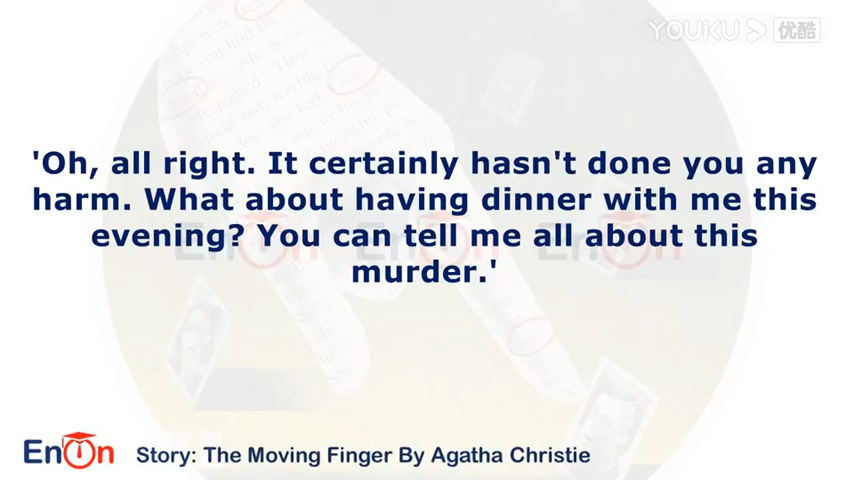 YOUKU 优酷
'Oh, all right. It certainly hasn't done you any
harm. What about having dinner with me this
evening? You can tell me all about this
murder.'
EnOn
Story: The Moving Finger By Agatha Christie